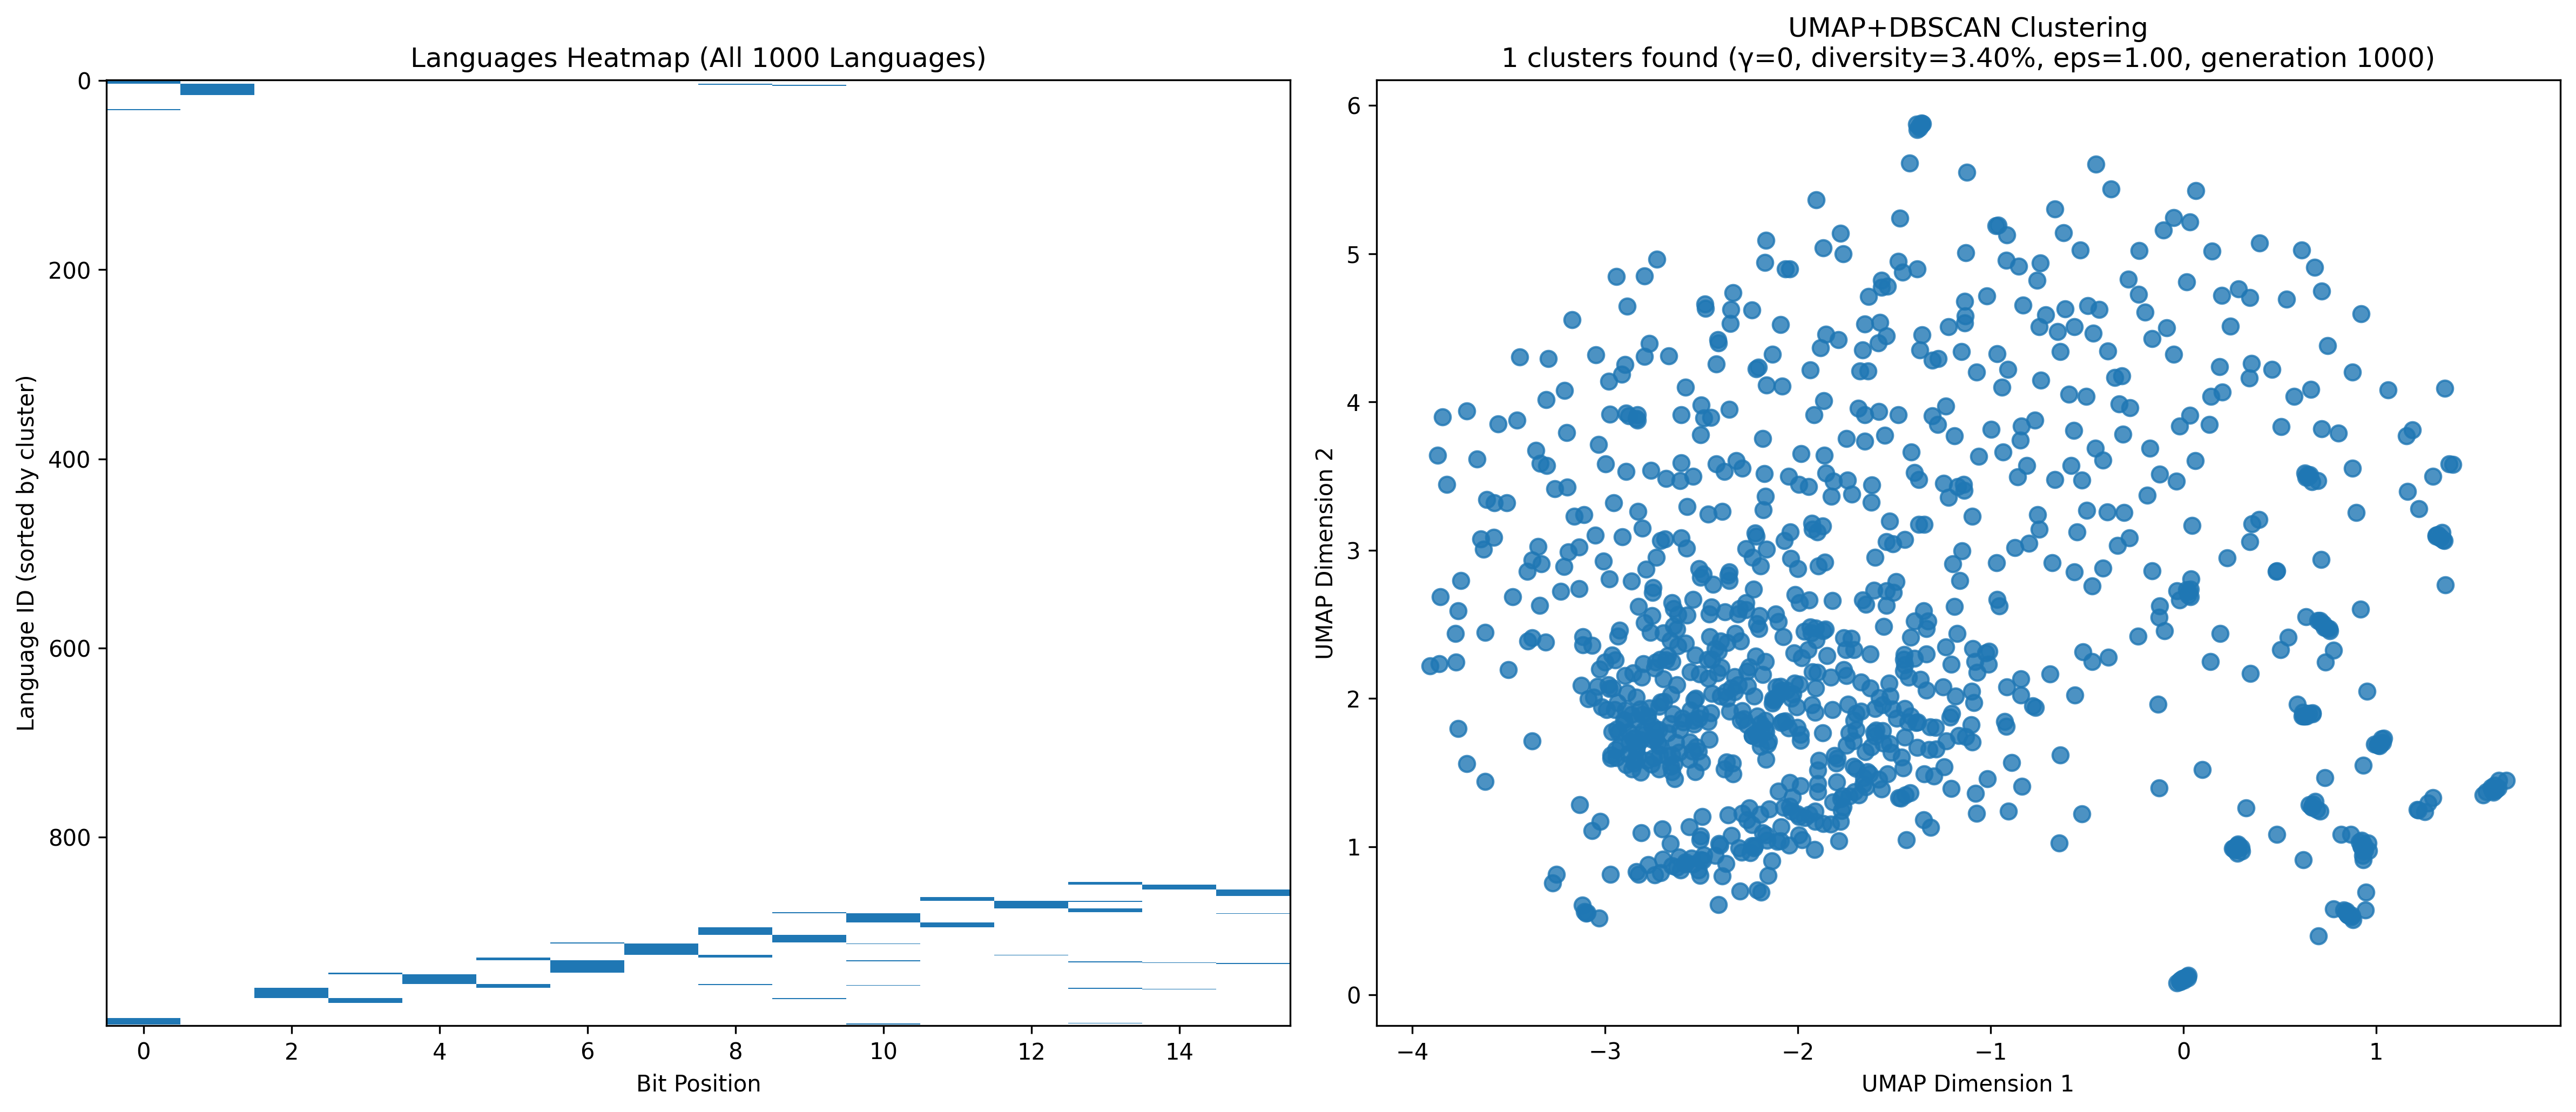 Languages Heatmap (All 1000 Languages)
0
200
400
600
800
Language ID (sorted by cluster)
0 2 4 6 8 10 12 14
Bit Position
UMAP+DBSCAN Clustering
1 clusters found (γ=0, diversity=3.40%, eps=1.00, generation 1000)
6
5
4
3
2
1
0
UMAP Dimension 2
−4 −3 −2 −1 0 1
UMAP Dimension 1